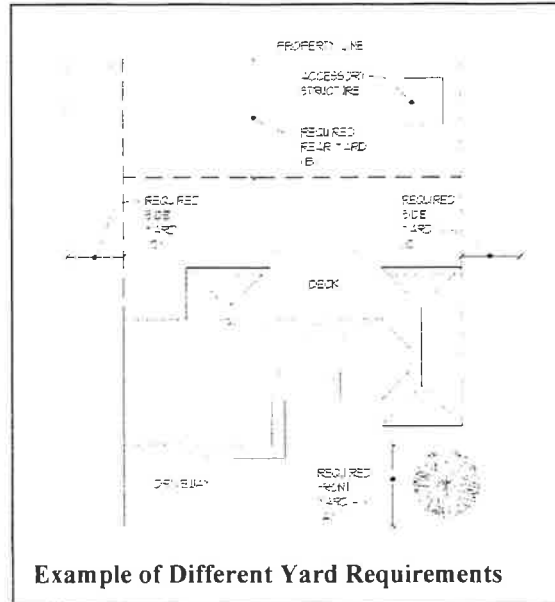 PROPERTY LINE
ACCESSORY
STRUCTURE
REQUIRED
REAR YARD
REQUIRED
SIDE
YARD
REQUIRED
SIDE
YARD
DECK
DRIVEWAY
REQUIRED
FRONT
YARD
Example of Different Yard Requirements